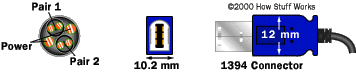 ©2000 How Stuff Works
Pair 1
Power
Pair 2
12 mm
10.2 mm
1394 Connector